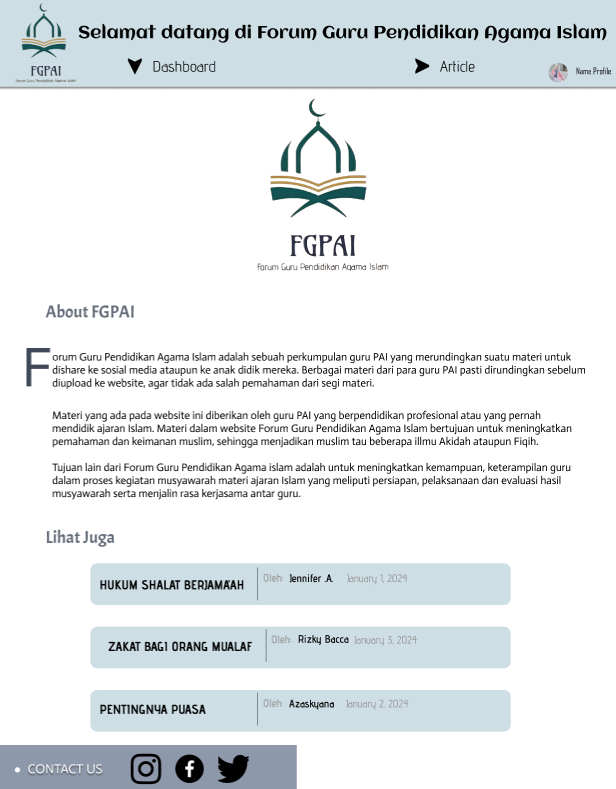 Selamat datang di Forum Guru Pendidikan Agama Islam
FGPAI
Forum Guru Pendidikan Agama Islam
Dashboard
Article
Name Profile
FGPAI
Forum Guru Pendidikan Agama Islam
About FGPAI
Forum Guru Pendidikan Agama Islam adalah sebuah perkumpulan guru PAI yang merundingkan suatu materi untuk
dishare ke sosial media ataupun ke anak didik mereka. Berbagai materi dari para guru PAI pasti dirundingkan sebelum
diupload ke website, agar tidak ada salah pemahaman dari segi materi.
Materi yang ada pada website ini diberikan oleh guru PAI yang berpendidikan profesional atau yang pernah
mendidik ajaran Islam. Materi dalam website Forum Guru Pendidikan Agama Islam bertujuan untuk meningkatkan
pemahaman dan keimanan muslim, sehingga menjadikan muslim tau beberapa illmu Akidah ataupun Fiqih.
Tujuan lain dari Forum Guru Pendidikan Agama islam adalah untuk meningkatkan kemampuan, keterampilan guru
dalam proses kegiatan musyawarah materi ajaran Islam yang meliputi persiapan, pelaksanaan dan evaluasi hasil
musyawarah serta menjalin rasa kerjasama antar guru.
Lihat Juga
HUKUM SHALAT BERJAMA'AH
Oleh: Jennifer .A. January 1, 2024
ZAKAT BAGI ORANG MUALAF
Oleh: Rizky Bacca January 3, 2024
PENTINGNYA PUASA
Oleh: Azaskyana January 2, 2024
• CONTACT US